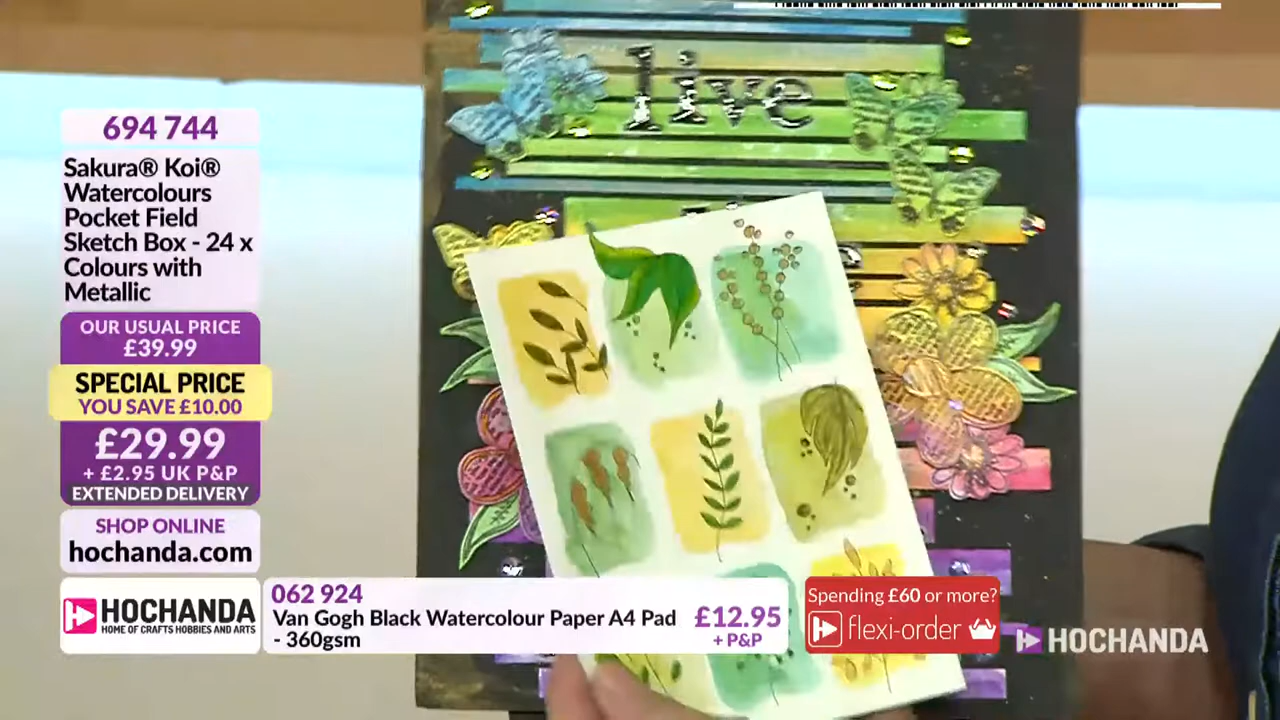 live
694 744
Sakura® Koi®
Watercolours
Pocket Field
Sketch Box - 24 x
Colours with
Metallic
OUR USUAL PRICE
£39.99
SPECIAL PRICE
YOU SAVE £10.00
£29.99
+ £2.95 UK P&P
EXTENDED DELIVERY
SHOP ONLINE
hochanda.com
HOCHANDA
HOME OF CRAFTS HOBBIES AND ARTS
062 924
Van Gogh Black Watercolour Paper A4 Pad
- 360gsm
£12.95
+ P&P
Spending £60 or more?
flexi-order
HOCHANDA